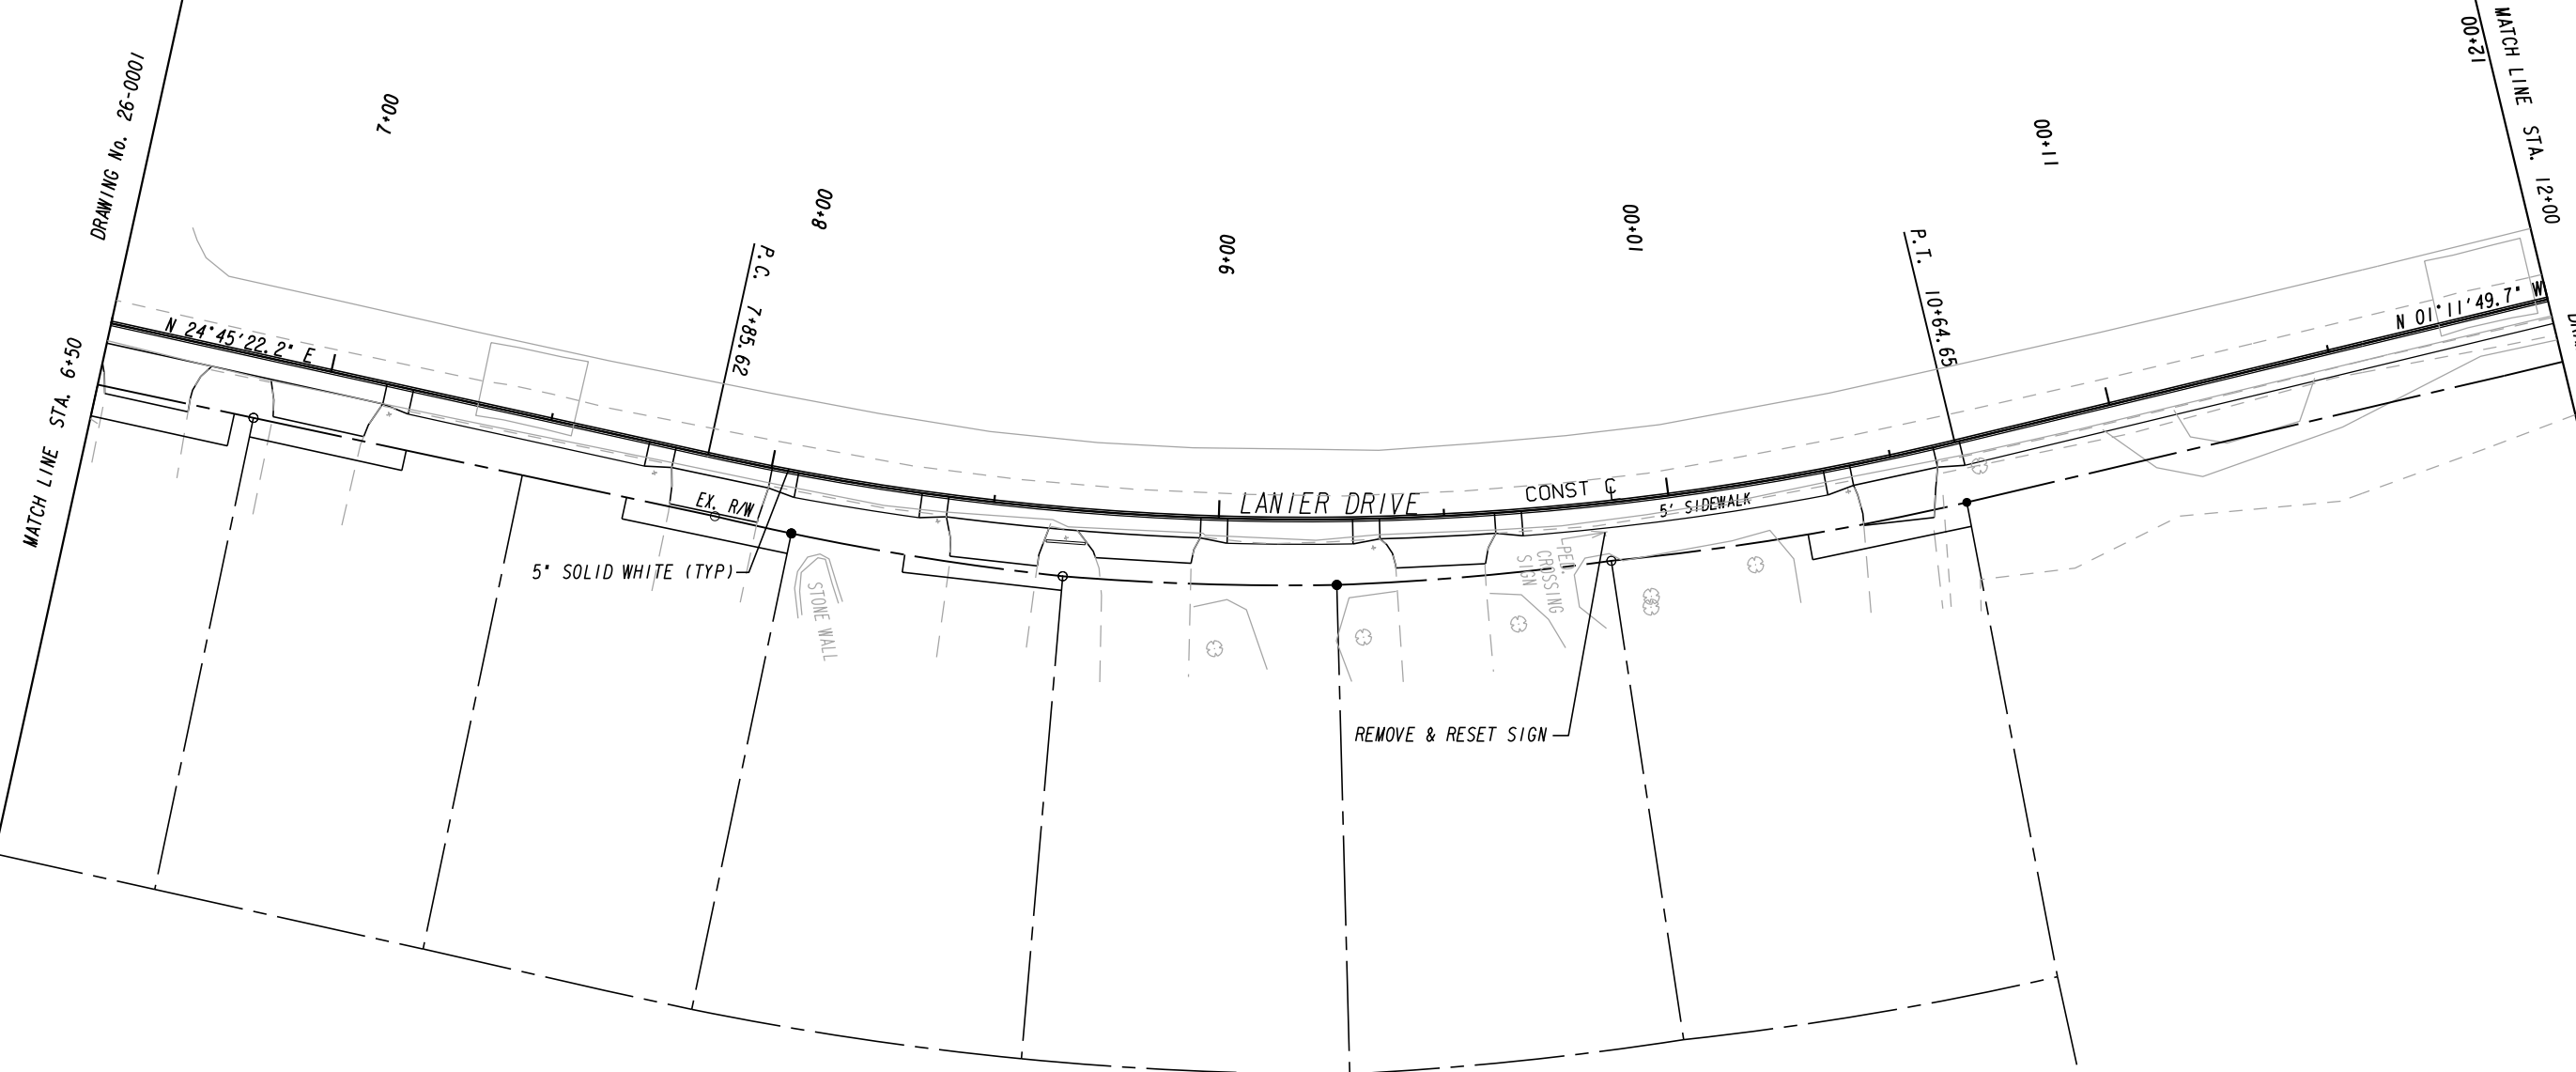 DRAWING No. 26-0001
MATCH LINE STA. 6+50
7+00
8+00
9+00
10+00
11+00
12+00
MATCH LINE STA. 12+00
N 24°45'22.2" E
P.C. 7+85.62
P.T. 10+64.65
N 01°11'49.7" W
EX. R/W
LANIER DRIVE
CONST ℄
5' SIDEWALK
5" SOLID WHITE (TYP)
STONE WALL
PED.
CROSSING
SIGN
REMOVE & RESET SIGN